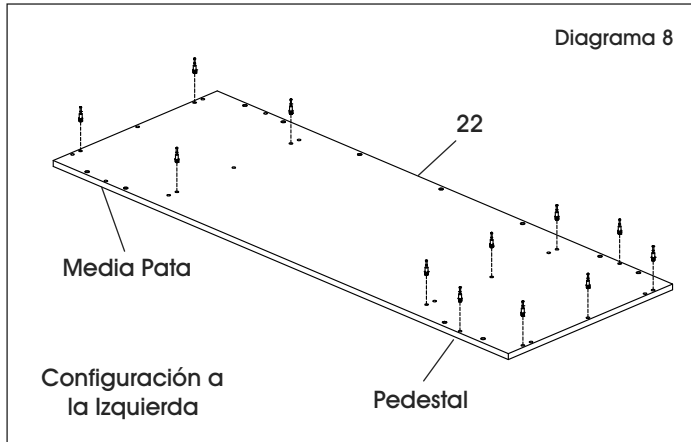 Diagrama 8
22
Media Pata
Configuración a
la Izquierda
Pedestal